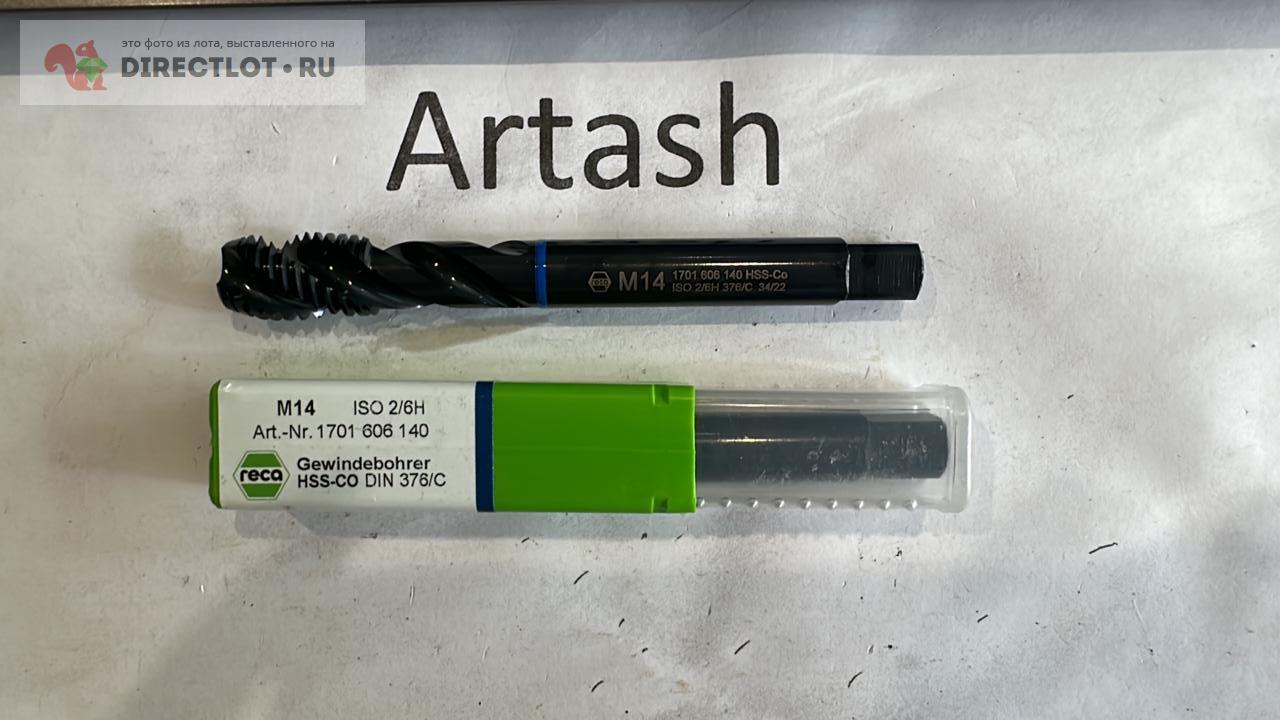 это фото из лота, выставленного на
DIRECTLOT.RU
Artash
reca M14 1701 606 140 HSS-Co
ISO 2/6H 376/C 34/22
M14 ISO 2/6H
Art.-Nr. 1701 606 140
reca Gewindebohrer
HSS-CO DIN 376/C